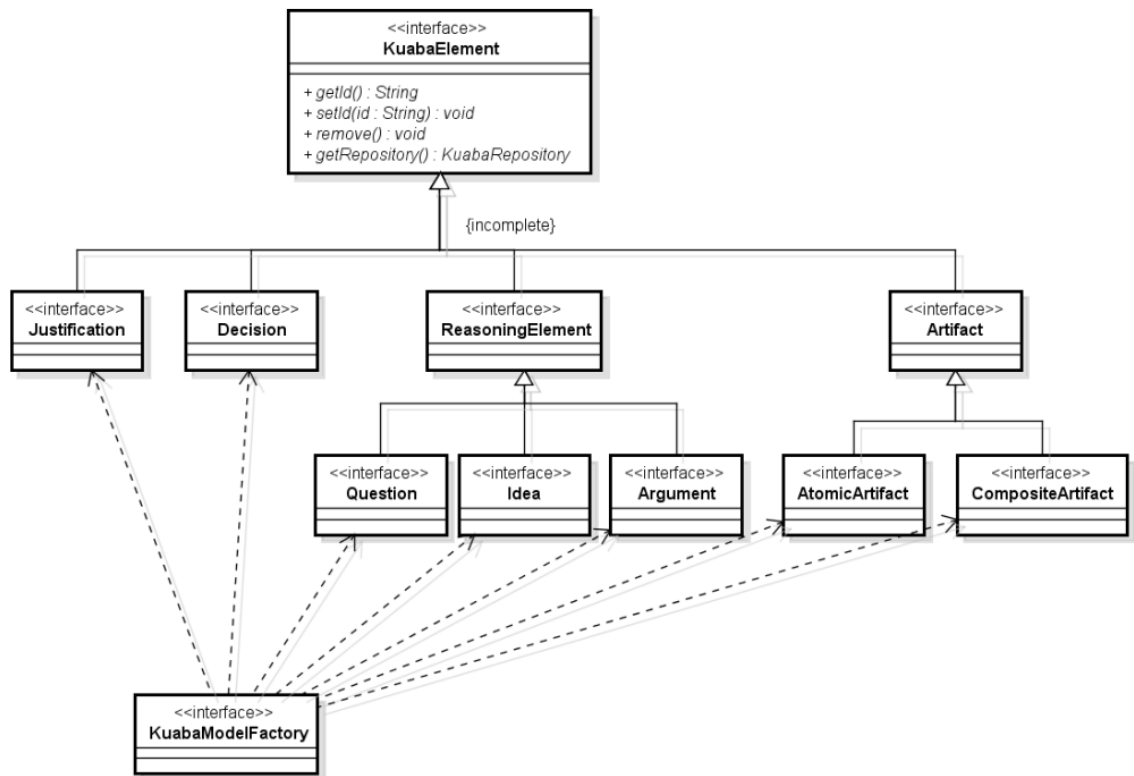 <<interface>>
KuabaElement
+ getId() : String
+ setId(id : String) : void
+ remove() : void
+ getRepository() : KuabaRepository
{incomplete}
<<interface>>
Justification
<<interface>>
Decision
<<interface>>
ReasoningElement
<<interface>>
Artifact
<<interface>>
Question
<<interface>>
Idea
<<interface>>
Argument
<<interface>>
AtomicArtifact
<<interface>>
CompositeArtifact
<<interface>>
KuabaModelFactory